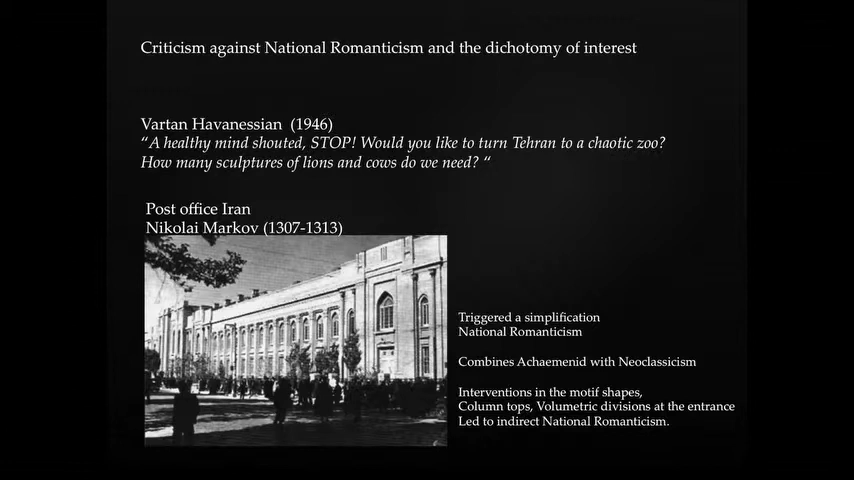 Criticism against National Romanticism and the dichotomy of interest
Vartan Havanessian (1946)
“A healthy mind shouted, STOP! Would you like to turn Tehran to a chaotic zoo?
How many sculptures of lions and cows do we need? “
Post office Iran
Nikolai Markov (1307-1313)
Triggered a simplification
National Romanticism
Combines Achaemenid with Neoclassicism
Interventions in the motif shapes,
Column tops, Volumetric divisions at the entrance
Led to indirect National Romanticism.